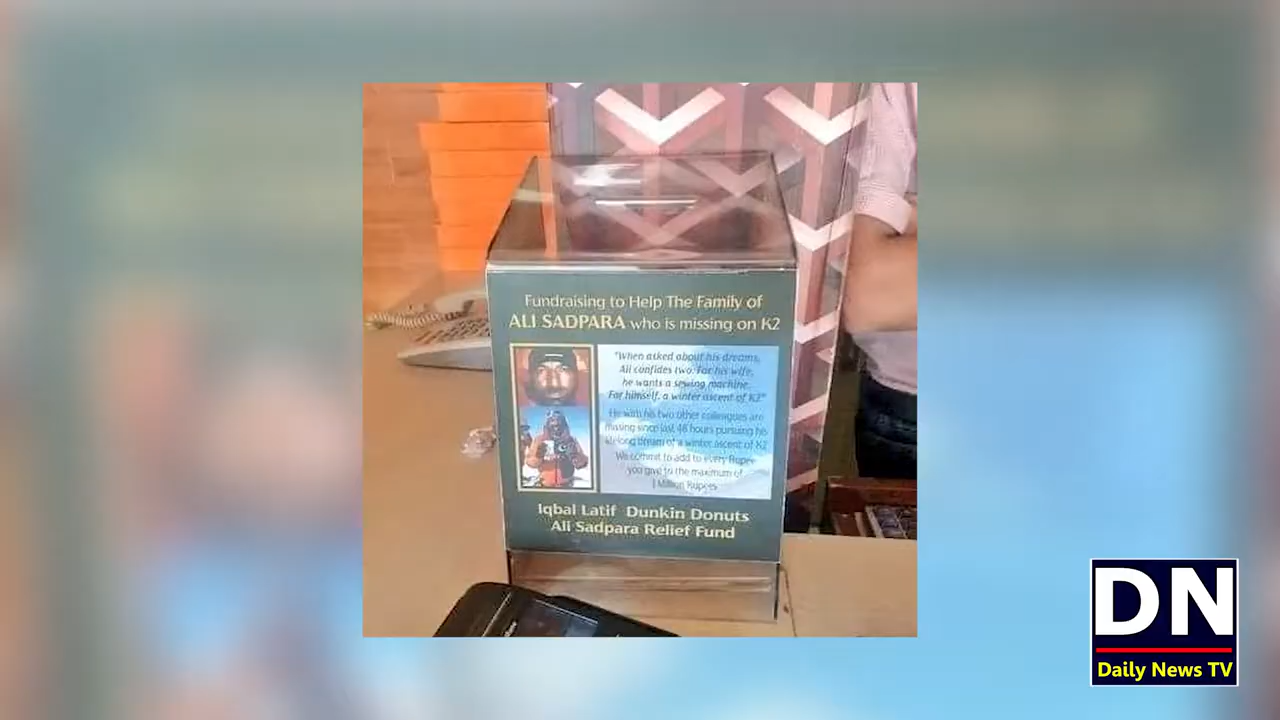 Fundraising to Help The Family of
ALI SADPARA who is missing on K2
"When asked about his dreams,
Ali confides two. For his wife,
he wants a sewing machine.
For himself, a winter ascent of K2"
He with his two other colleagues are
missing since last 48 hours pursuing his
lifelong dream of a winter ascent of K2
We commit to add to every Rupee
you give to the maximum of
1 Million Rupees
Iqbal Latif Dunkin Donuts
Ali Sadpara Relief Fund
DN
Daily News TV